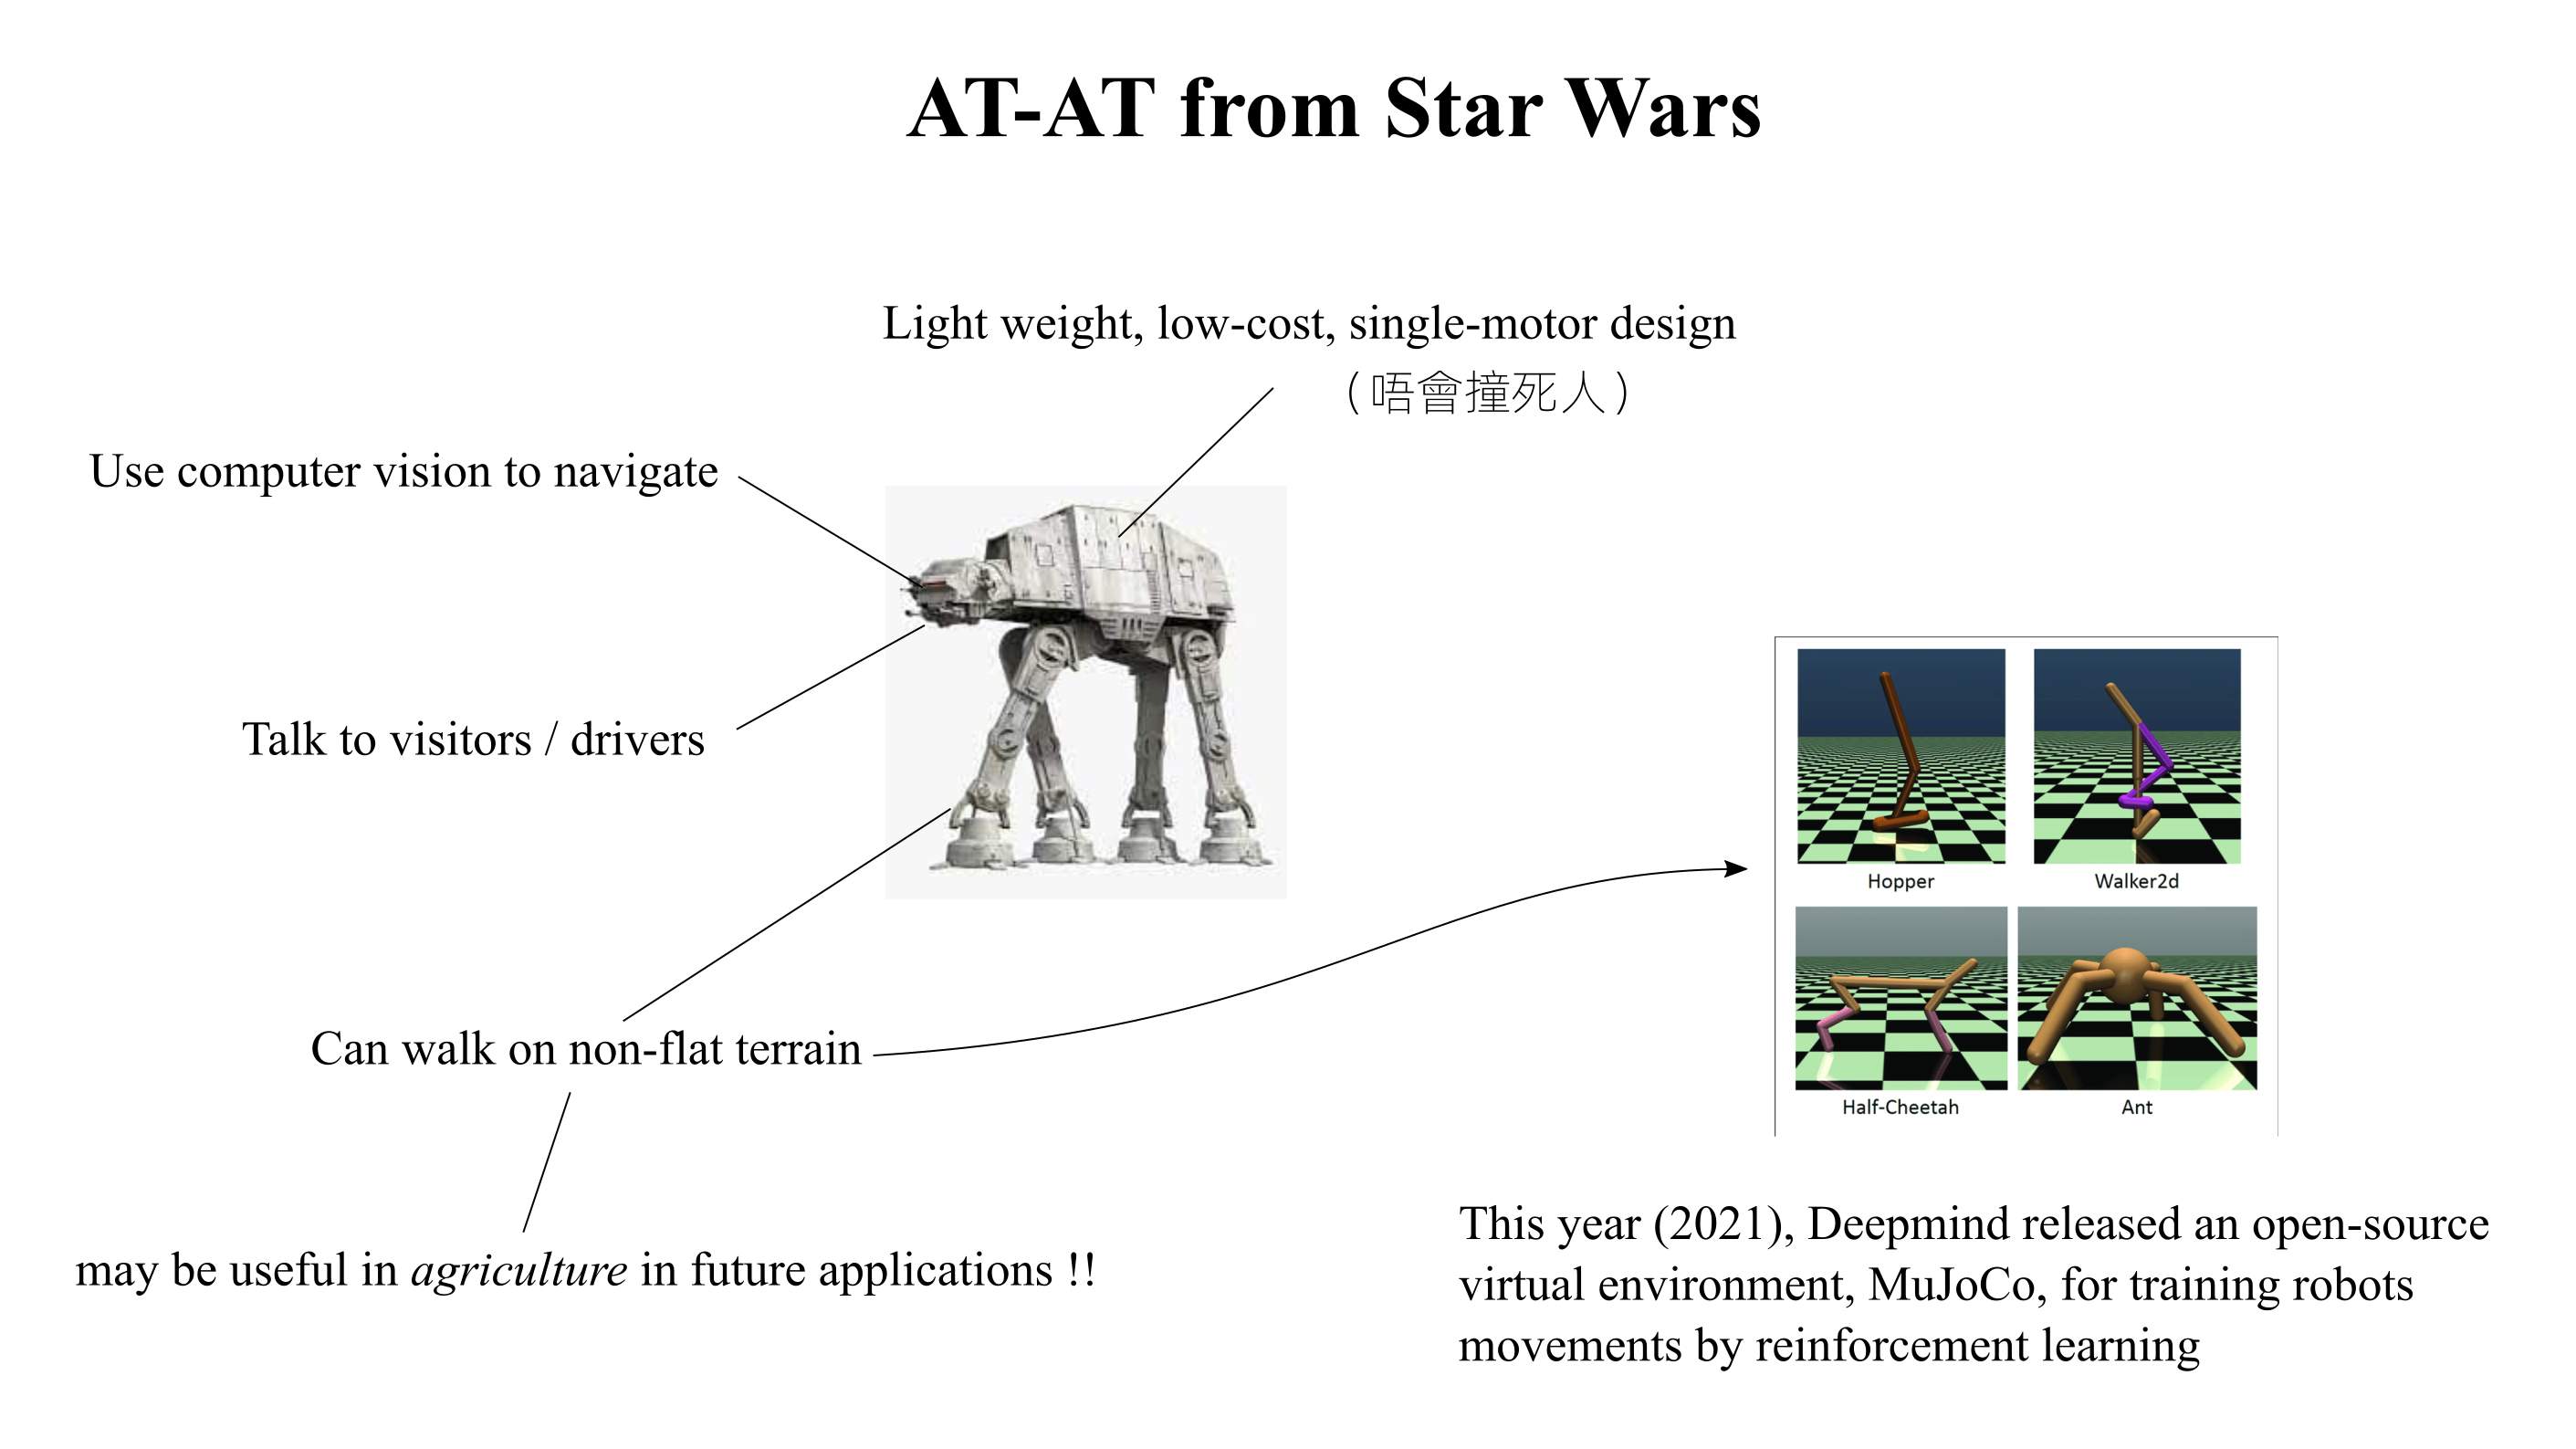 AT-AT from Star Wars
Light weight, low-cost, single-motor design
（唔會撞死人）
Use computer vision to navigate
Talk to visitors / drivers
Hopper
Walker2d
Can walk on non-flat terrain
Half-Cheetah
Ant
may be useful in agriculture in future applications !!
This year (2021), Deepmind released an open-source
virtual environment, MuJoCo, for training robots
movements by reinforcement learning